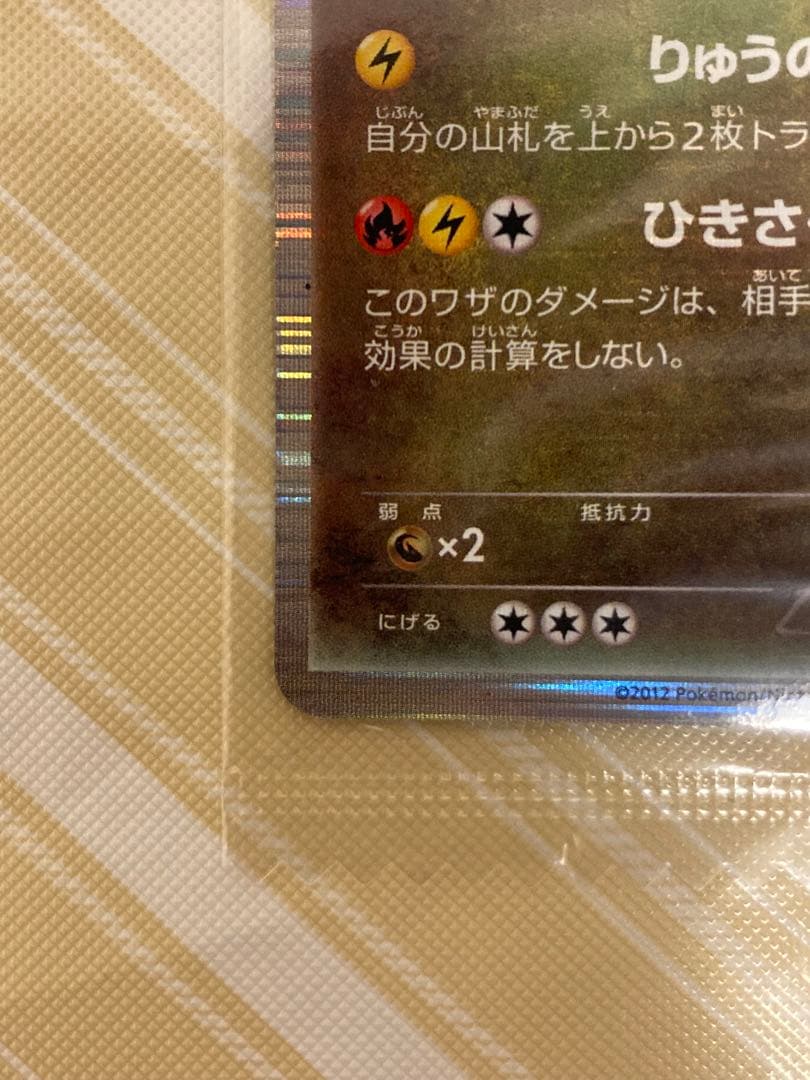 りゅうの
じぶん やまふだ うえ まい
自分の山札を上から2枚トラ
ひきさ
あいて
このワザのダメージは、相手
こうか けいさん
効果の計算をしない。
弱点 抵抗力
×2
にげる
©2012 Pokémon/Nin